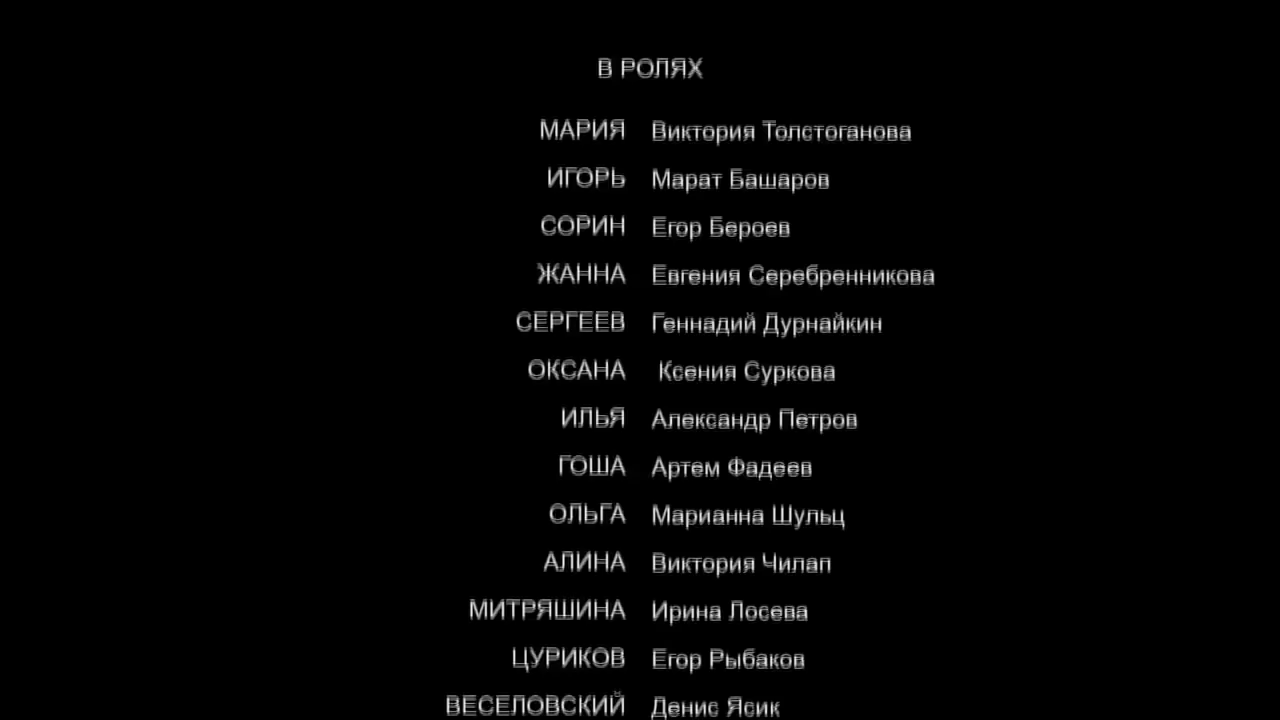 В РОЛЯХ
МАРИЯ Виктория Толстоганова
ИГОРЬ Марат Башаров
СОРИН Егор Бероев
ЖАННА Евгения Серебренникова
СЕРГЕЕВ Геннадий Дурнайкин
ОКСАНА Ксения Суркова
ИЛЬЯ Александр Петров
ГОША Артем Фадеев
ОЛЬГА Марианна Шульц
АЛИНА Виктория Чилап
МИТРЯШИНА Ирина Лосева
ЦУРИКОВ Егор Рыбаков
ВЕСЕЛОВСКИЙ Денис Ясик